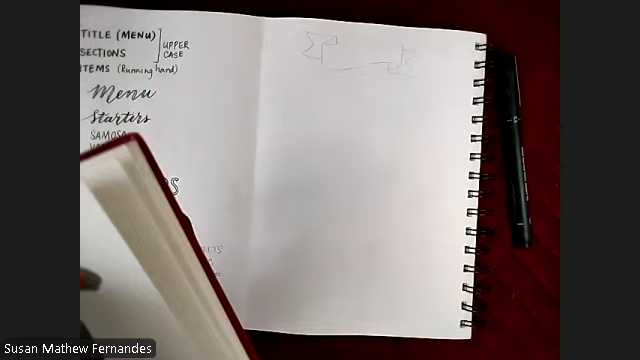 TITLE (MENU)
SECTIONS
UPPER
CASE
ITEMS (Running hand)
Menu
Starters
SAMOSA
Susan Mathew Fernandes